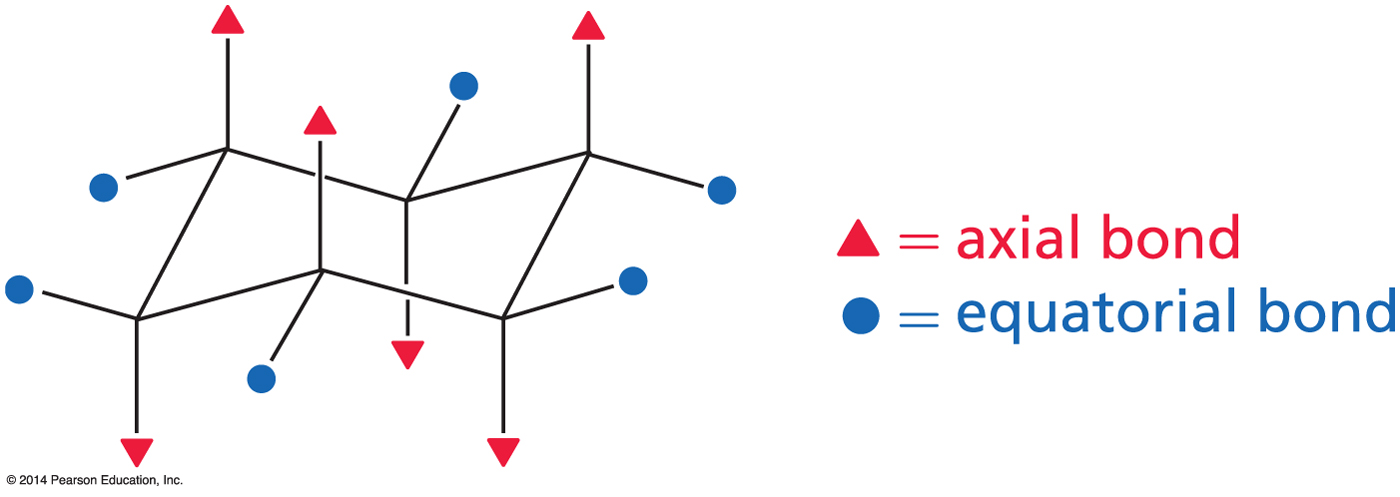 = axial bond
= equatorial bond
© 2014 Pearson Education, Inc.